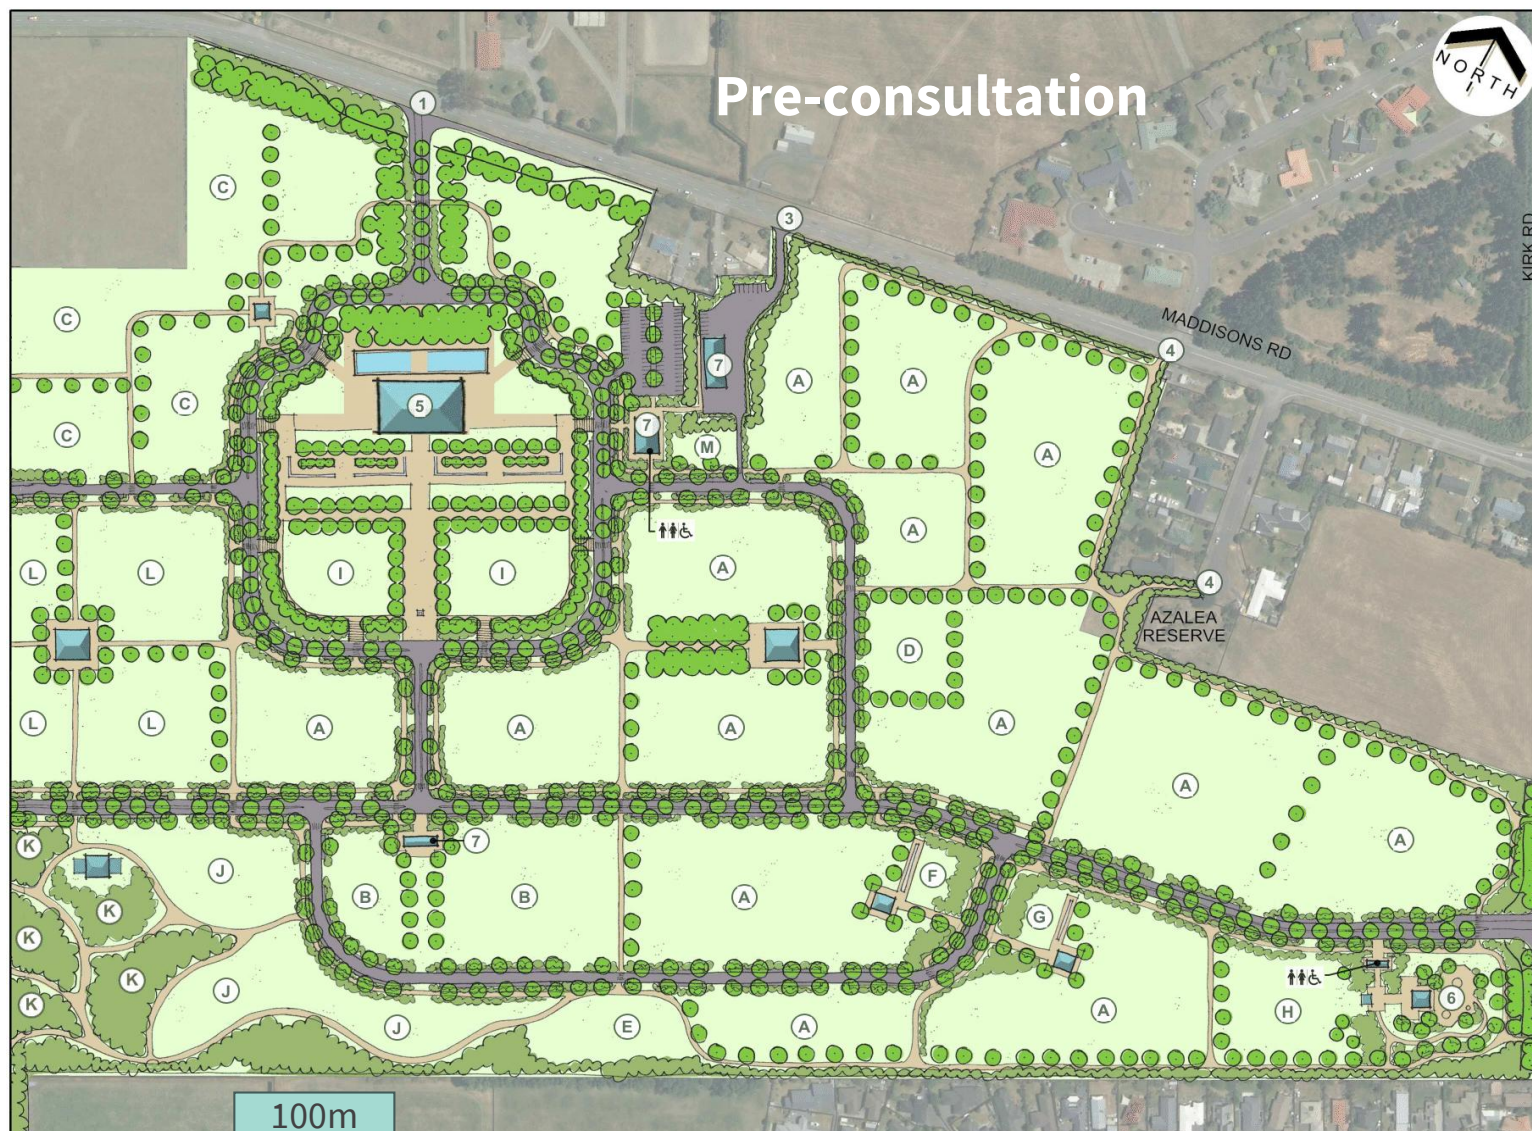 Pre-consultation
NORTH
1
C
3
KIRK RD
C
MADDISONS RD
4
7
A
A
C
5
C
7
M
A
A
I
I
A
L
L
4
AZALEA
RESERVE
D
L
L
A
A
A
A
A
A
K
J
7
B
B
A
F
K
G
K
K
J
H
6
K
J
E
A
A
100m